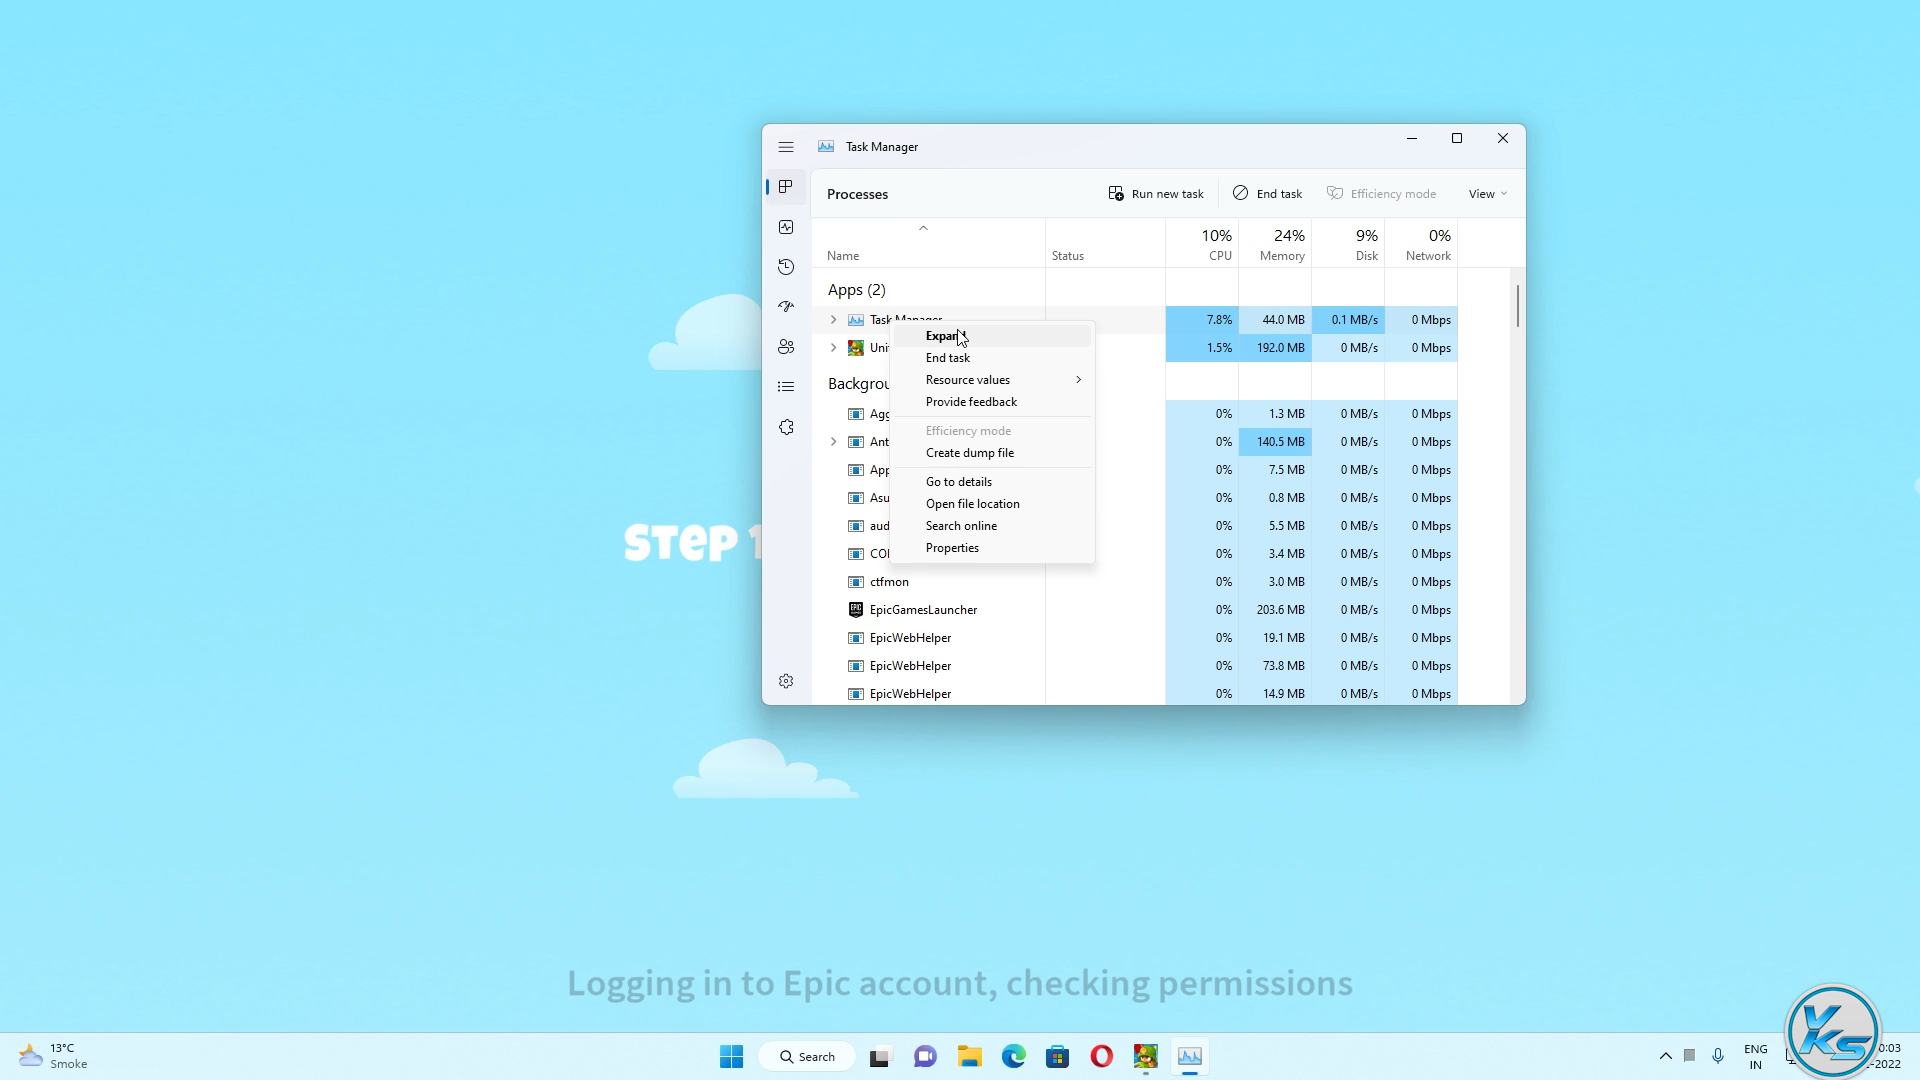 Task Manager
Processes
Run new task
End task
Efficiency mode
View
10% 24% 9% 0%
Name Status CPU Memory Disk Network
Apps (2)
Task Manager 7.8% 44.0 MB 0.1 MB/s 0 Mbps
Expand
Uni 1.5% 192.0 MB 0 MB/s 0 Mbps
End task
Resource values
Backgrou
Provide feedback
Agg 0% 1.3 MB 0 MB/s 0 Mbps
Efficiency mode
Ant 0% 140.5 MB 0 MB/s 0 Mbps
Create dump file
App 0% 7.5 MB 0 MB/s 0 Mbps
Go to details
Asu 0% 0.8 MB 0 MB/s 0 Mbps
Open file location
aud 0% 5.5 MB 0 MB/s 0 Mbps
Search online
STEP 1
Properties
0% 3.4 MB 0 MB/s 0 Mbps
ctfmon 0% 3.0 MB 0 MB/s 0 Mbps
EpicGamesLauncher 0% 203.6 MB 0 MB/s 0 Mbps
EpicWebHelper 0% 19.1 MB 0 MB/s 0 Mbps
EpicWebHelper 0% 73.8 MB 0 MB/s 0 Mbps
EpicWebHelper 0% 14.9 MB 0 MB/s 0 Mbps
Logging in to Epic account, checking permissions
13°C
Smoke
Search
ENG
IN
0:03
-2022
VKS